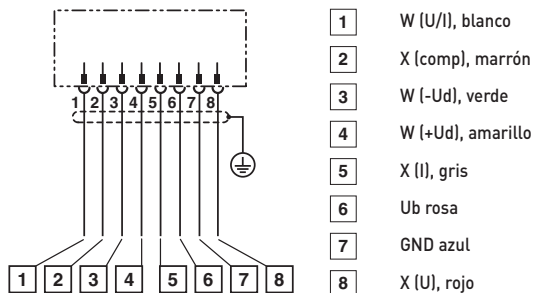 1 2 3 4 5 6 7 8
1 2 3 4 5 6 7 8
1 W (U/I), blanco
2 X (comp), marrón
3 W (-Ud), verde
4 W (+Ud), amarillo
5 X (I), gris
6 Ub rosa
7 GND azul
8 X (U), rojo